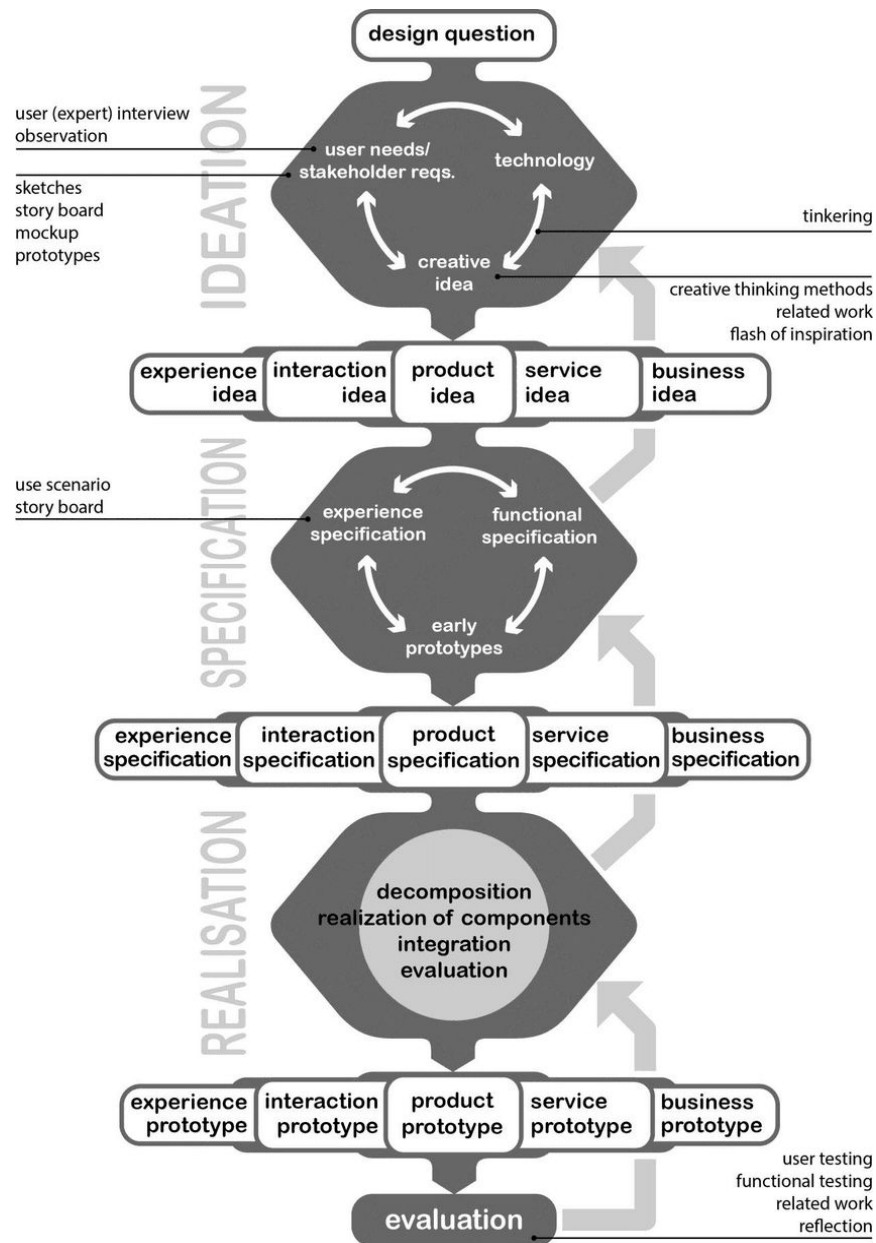 design question
IDEATION
user (expert) interview
observation
user needs/
stakeholder reqs.
technology
sketches
story board
mockup
prototypes
tinkering
creative
idea
creative thinking methods
related work
flash of inspiration
experience
idea
interaction
idea
product
idea
service
idea
business
idea
SPECIFICATION
use scenario
story board
experience
specification
functional
specification
early
prototypes
experience
specification
interaction
specification
product
specification
service
specification
business
specification
REALISATION
decomposition
realization of components
integration
evaluation
experience
prototype
interaction
prototype
product
prototype
service
prototype
business
prototype
evaluation
user testing
functional testing
related work
reflection